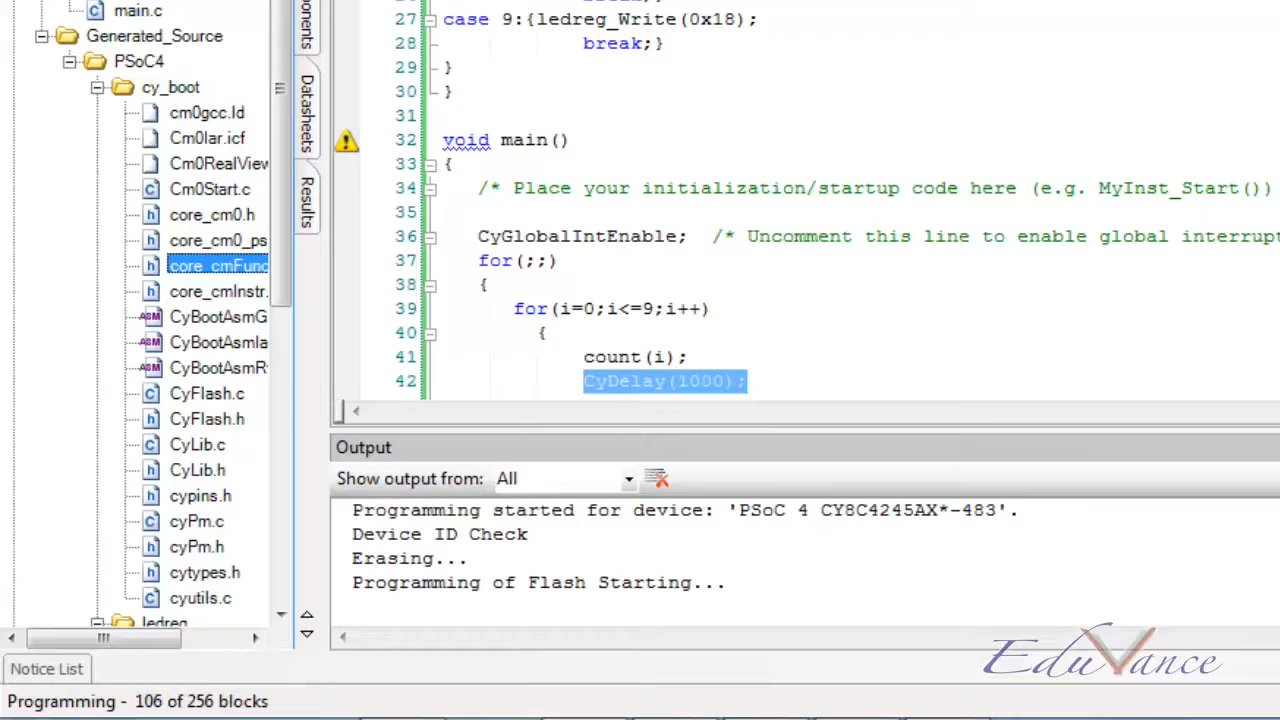 main.c
Generated_Source
PSoC4
cy_boot
cm0gcc.ld
Cm0Iar.icf
Cm0RealView
Cm0Start.c
core_cm0.h
core_cm0_ps
core_cmFunc
core_cmInstr.
CyBootAsmG
CyBootAsmIa
CyBootAsmR
CyFlash.c
CyFlash.h
CyLib.c
CyLib.h
cypins.h
cyPm.c
cyPm.h
cytypes.h
cyutils.c
ledreg
ponents
Datasheets
Results
27 case 9:{ledreg_Write(0x18);
28 break;}
29 }
30 }
31
32 void main()
33 {
34 /* Place your initialization/startup code here (e.g. MyInst_Start())
35
36 CyGlobalIntEnable; /* Uncomment this line to enable global interrupt
37 for(;;)
38 {
39 for(i=0;i<=9;i++)
40 {
41 count(i);
42 CyDelay(1000);
Output
Show output from: All
Programming started for device: 'PSoC 4 CY8C4245AX*-483'.
Device ID Check
Erasing...
Programming of Flash Starting...
EduVance
Notice List
Programming - 106 of 256 blocks